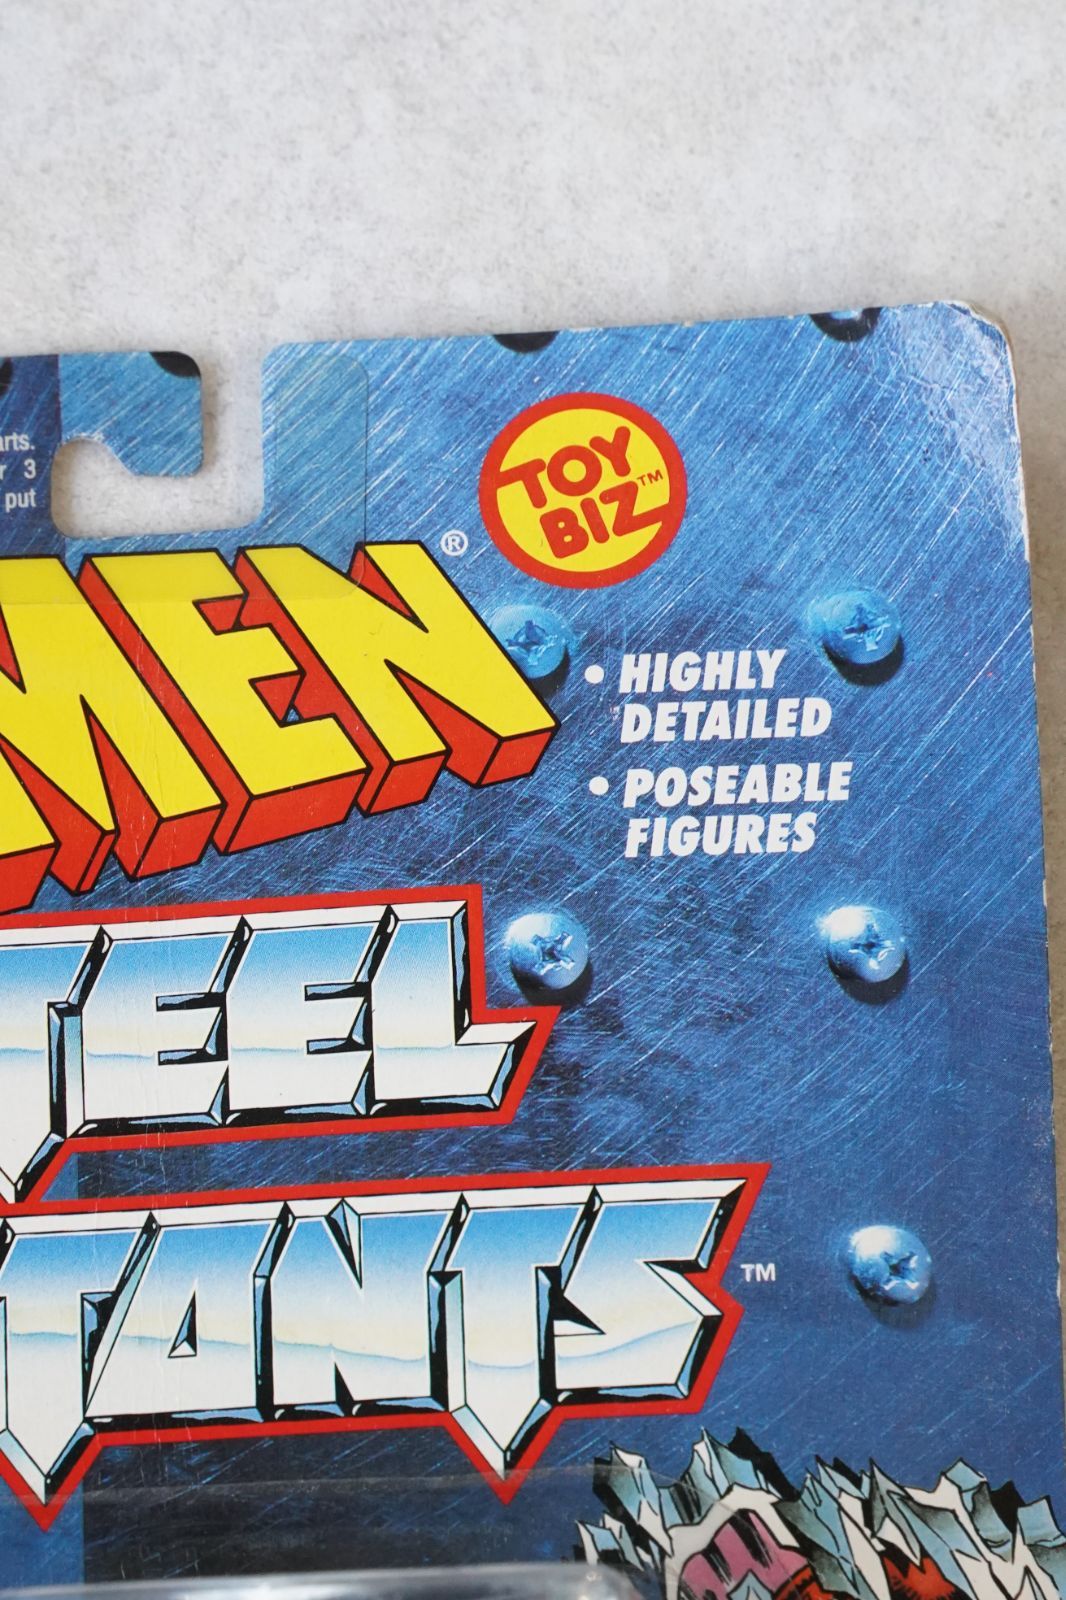 arts.
3
put
TOY
BIZ™
MEN®
• HIGHLY
DETAILED
• POSEABLE
FIGURES
TEEL
TANTS™